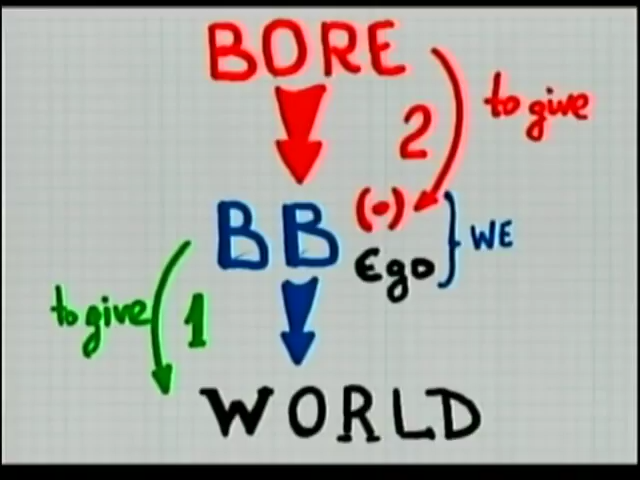 BORE
2 to give
BB (•)
Ego
WE
to give 1
WORLD